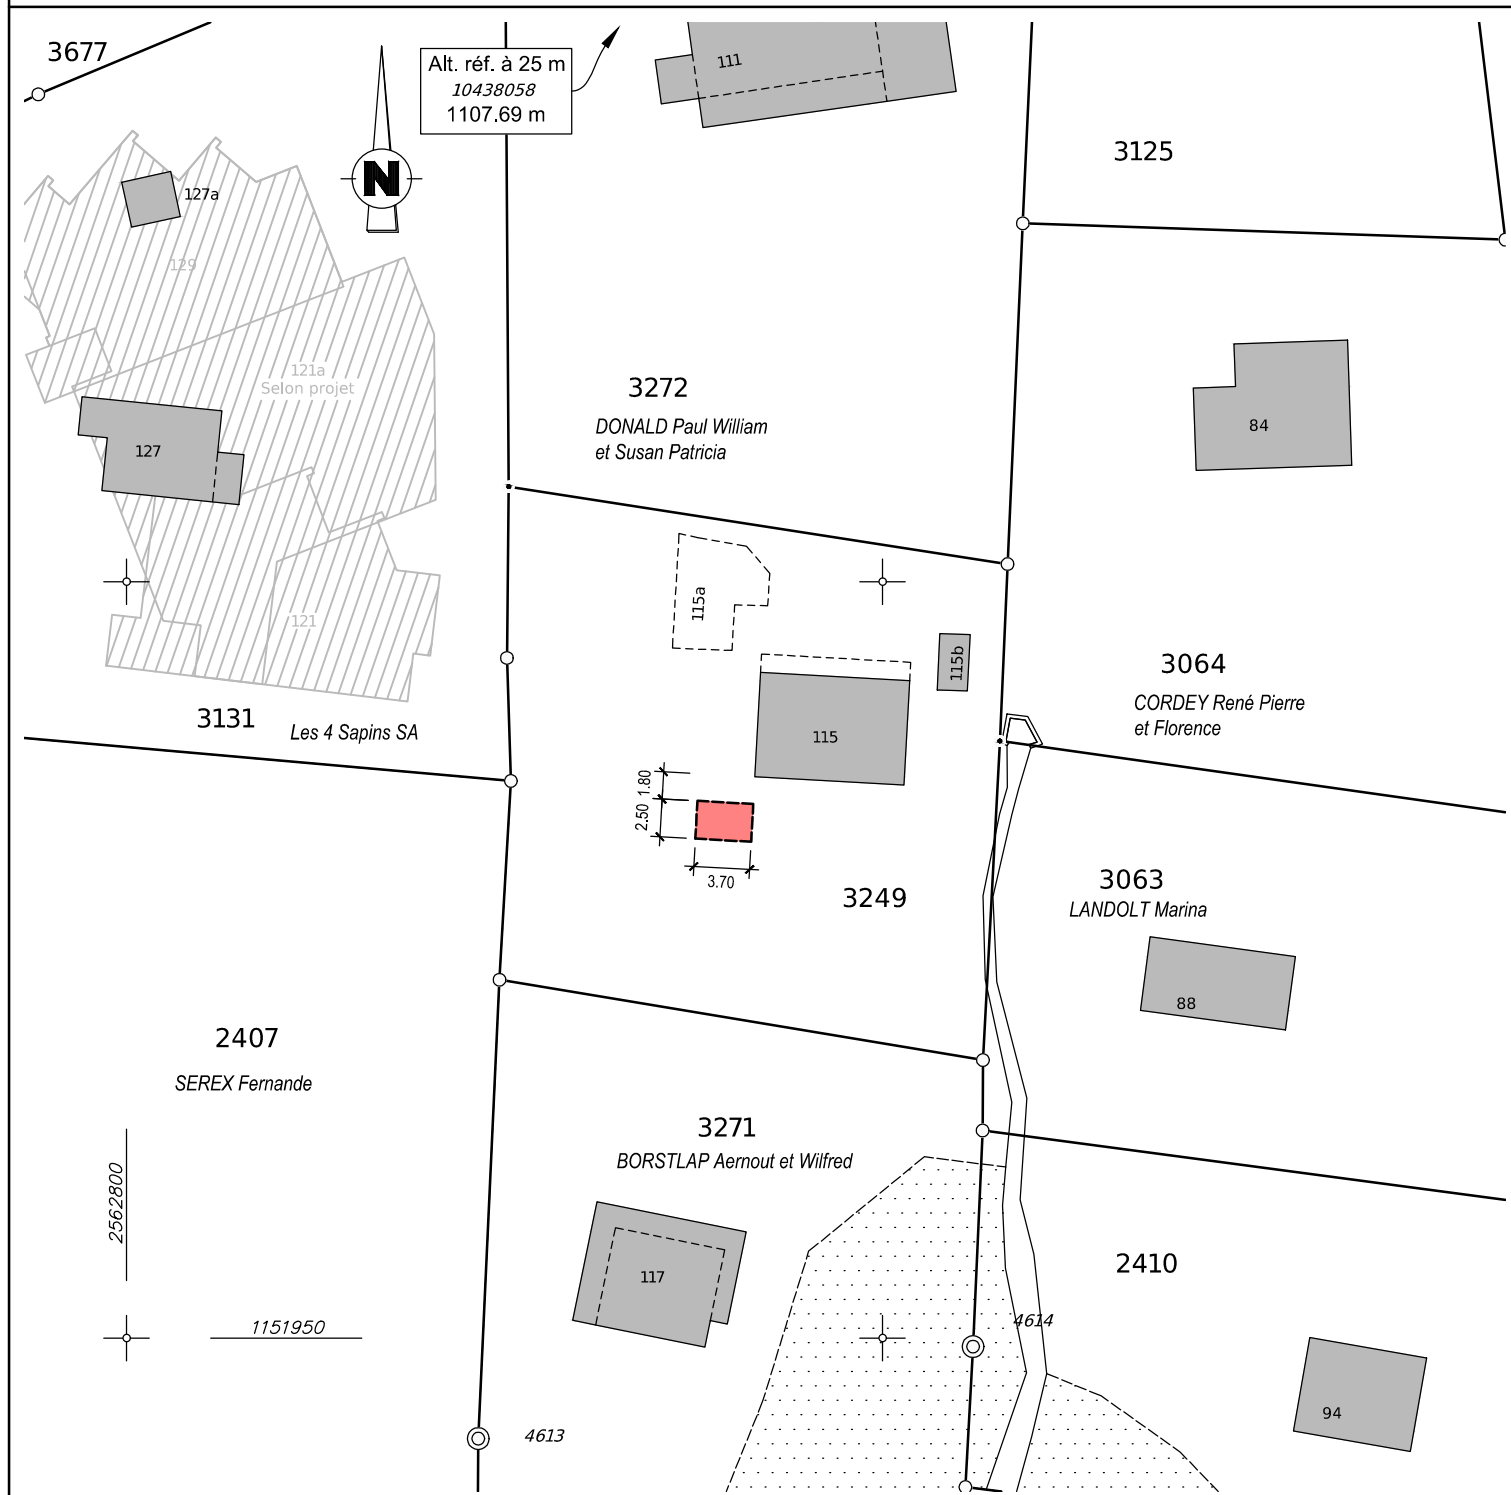 3677
Alt. réf. à 25 m
10438058
1107.69 m
111
N
3125
127a
129
121a
Selon projet
3272
DONALD Paul William
et Susan Patricia
84
127
115a
121
115b
3064
CORDEY René Pierre
et Florence
3131
Les 4 Sapins SA
115
1.80
2.50
3.70
3249
3063
LANDOLT Marina
88
2407
SEREX Fernande
3271
BORSTLAP Aernout et Wilfred
2562800
117
2410
1151950
4614
94
4613